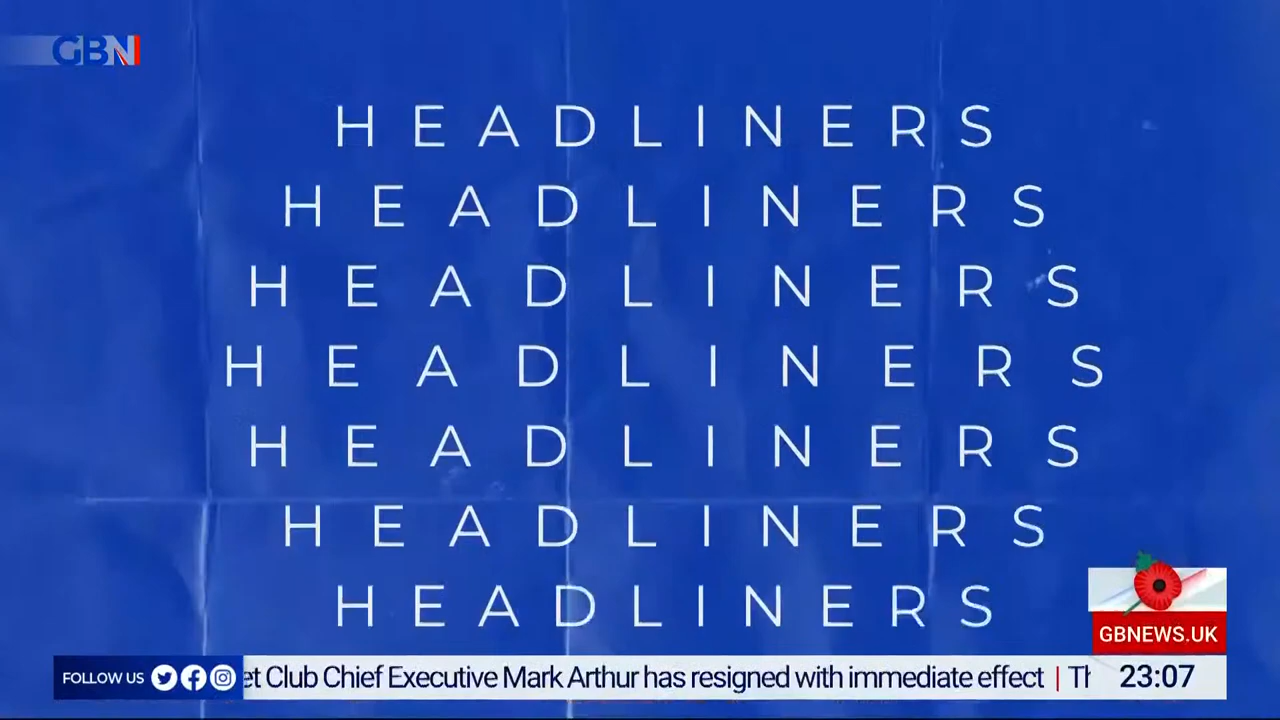 GBN
HEADLINERS
HEADLINERS
HEADLINERS
HEADLINERS
HEADLINERS
HEADLINERS
HEADLINERS
GBNEWS.UK
FOLLOW US
Club Chief Executive Mark Arthur has resigned with immediate effect |
23:07